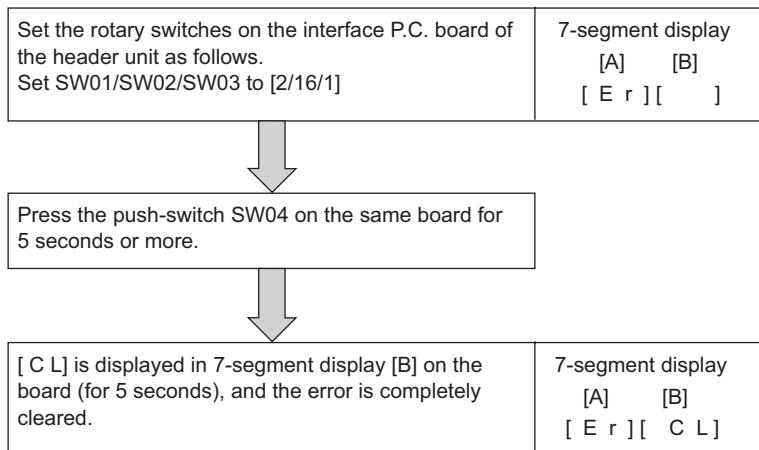 Set the rotary switches on the interface P.C. board of
the header unit as follows.
Set SW01/SW02/SW03 to [2/16/1]
7-segment display
[A] [B]
[ E r ] [ ]
Press the push-switch SW04 on the same board for
5 seconds or more.
[ C L] is displayed in 7-segment display [B] on the
board (for 5 seconds), and the error is completely
cleared.
7-segment display
[A] [B]
[ E r ] [ C L ]